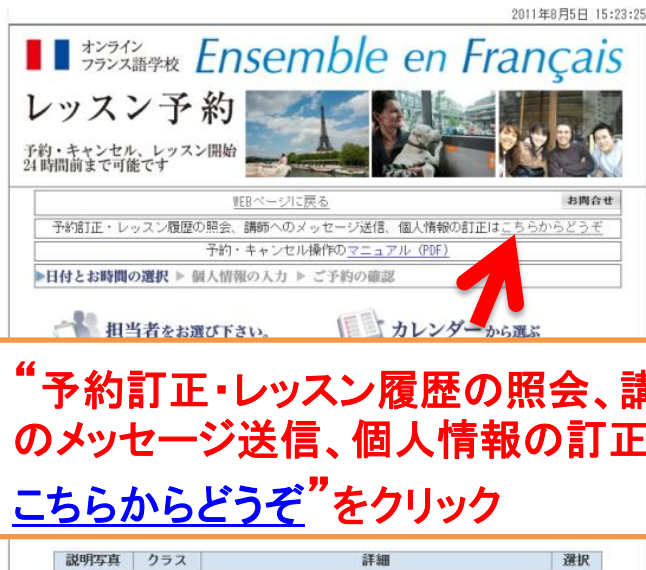 2011年8月5日 15:23:25
オンライン
フランス語学校 Ensemble en Français
レッスン予約
予約・キャンセル、レッスン開始
24時間前まで可能です
WEBページに戻る お問合せ
予約訂正・レッスン履歴の照会、講師へのメッセージ送信、個人情報の訂正はこちらからどうぞ
予約・キャンセル操作のマニュアル (PDF)
▶日付とお時間の選択 ▶ 個人情報の入力 ▶ ご予約の確認
担当者をお選び下さい。 カレンダーから選ぶ
“予約訂正・レッスン履歴の照会、講
のメッセージ送信、個人情報の訂正
こちらからどうぞ”をクリック
説明写真 クラス 詳細 選択